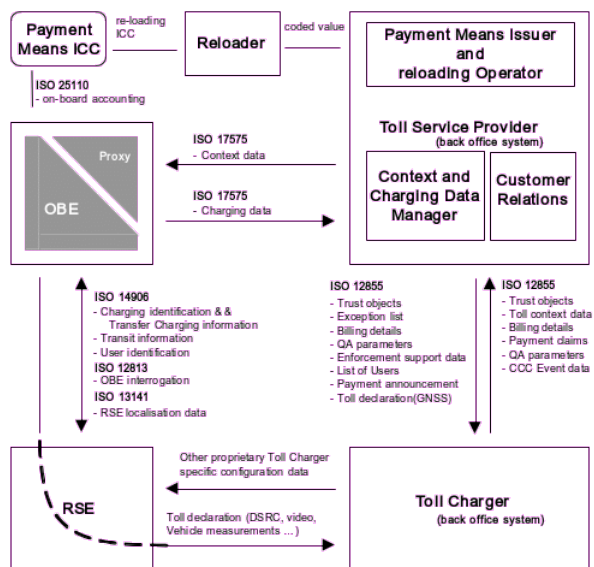 Payment
Means ICC
re-loading
ICC
Reloader
coded value
Payment Means Issuer
and
reloading Operator
ISO 25110
- on-board accounting
Toll Service Provider
(back office system)
Context and
Charging Data
Manager
Customer
Relations
Proxy
OBE
ISO 17575
- Context data
ISO 17575
- Charging data
ISO 14906
- Charging identification & &
Transfer Charging information
- Transit information
- User identification
ISO 12813
- OBE interrogation
ISO 13141
- RSE localisation data
ISO 12855
- Trust objects
- Exception list
- Billing details
- QA parameters
- Enforcement support data
- List of Users
- Payment announcement
- Toll declaration(GNSS)
ISO 12855
- Trust objects
- Toll context data
- Billing details
- Payment claims
- QA parameters
- CCC Event data
RSE
Other proprietary Toll Charger
specific configuration data
Toll declaration (DSRC, video,
Vehicle measurements ... )
Toll Charger
(back office system)